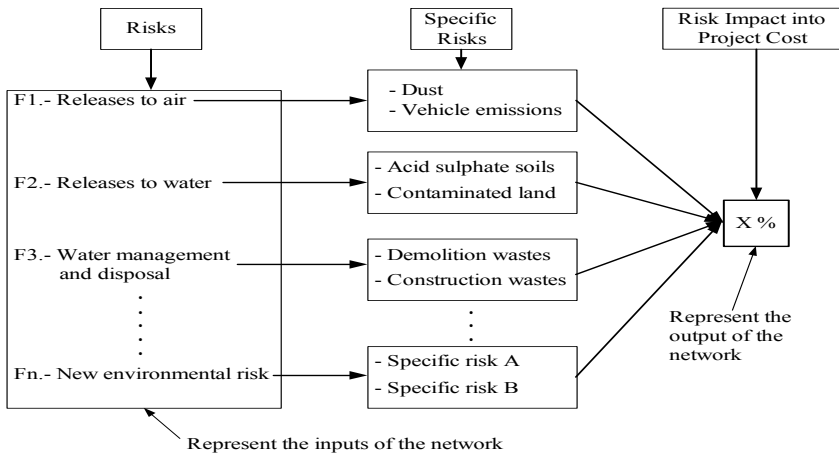 Risks
Specific
Risks
Risk Impact into
Project Cost
F1.- Releases to air
- Dust
- Vehicle emissions
F2.- Releases to water
- Acid sulphate soils
- Contaminated land
X %
F3.- Water management
and disposal
- Demolition wastes
- Construction wastes
Represent the
output of the
network
Fn.- New environmental risk
- Specific risk A
- Specific risk B
Represent the inputs of the network